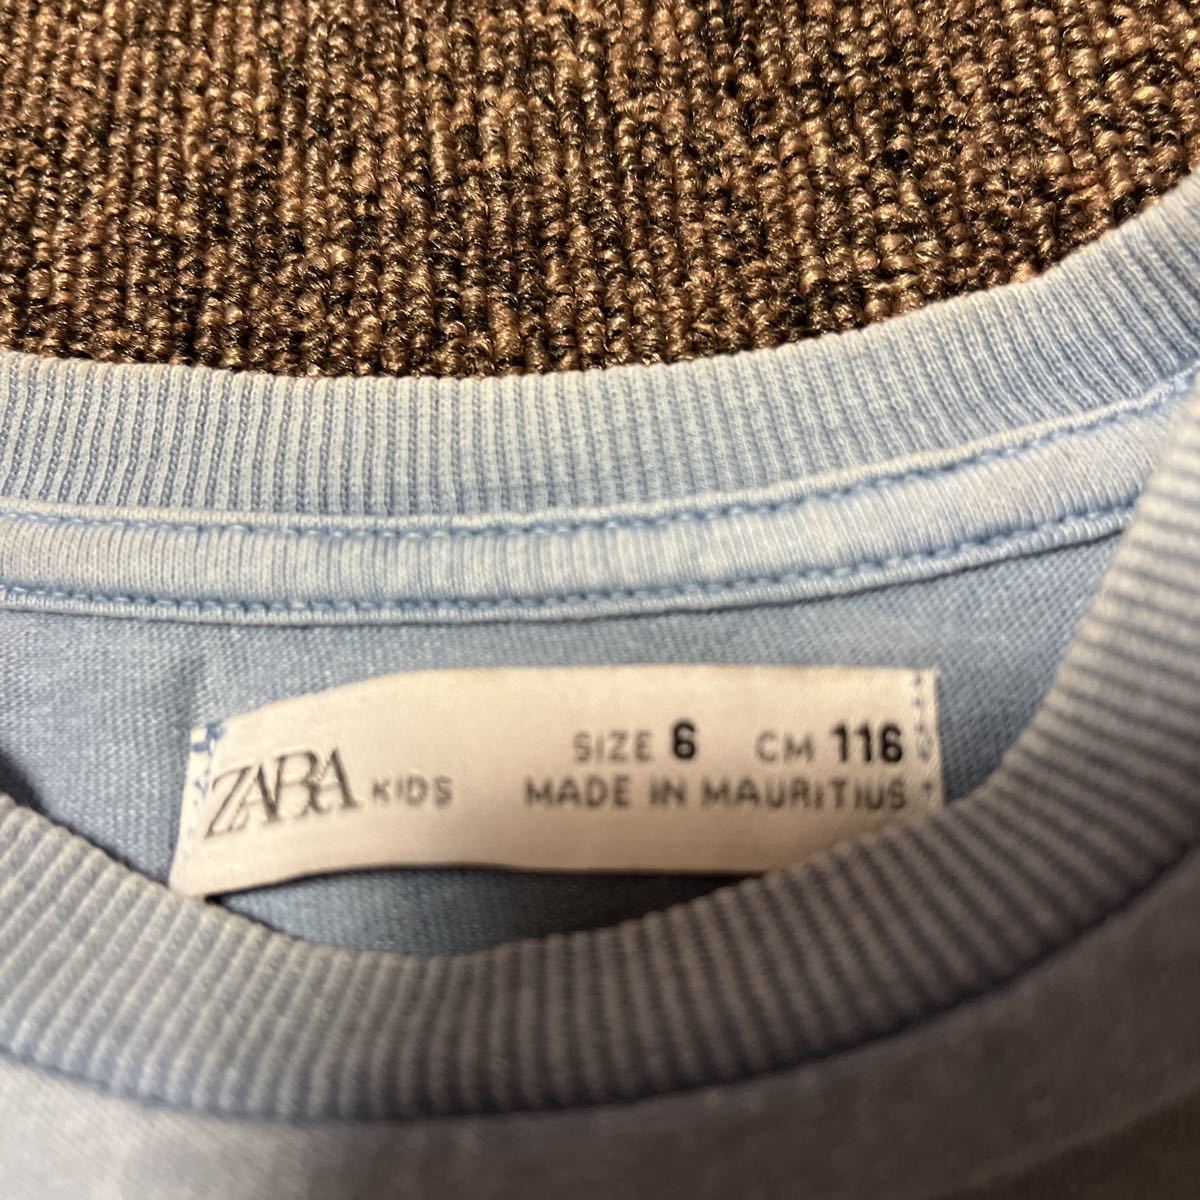 ZARA KIDS
SIZE 6 CM 116
MADE IN MAURITIUS